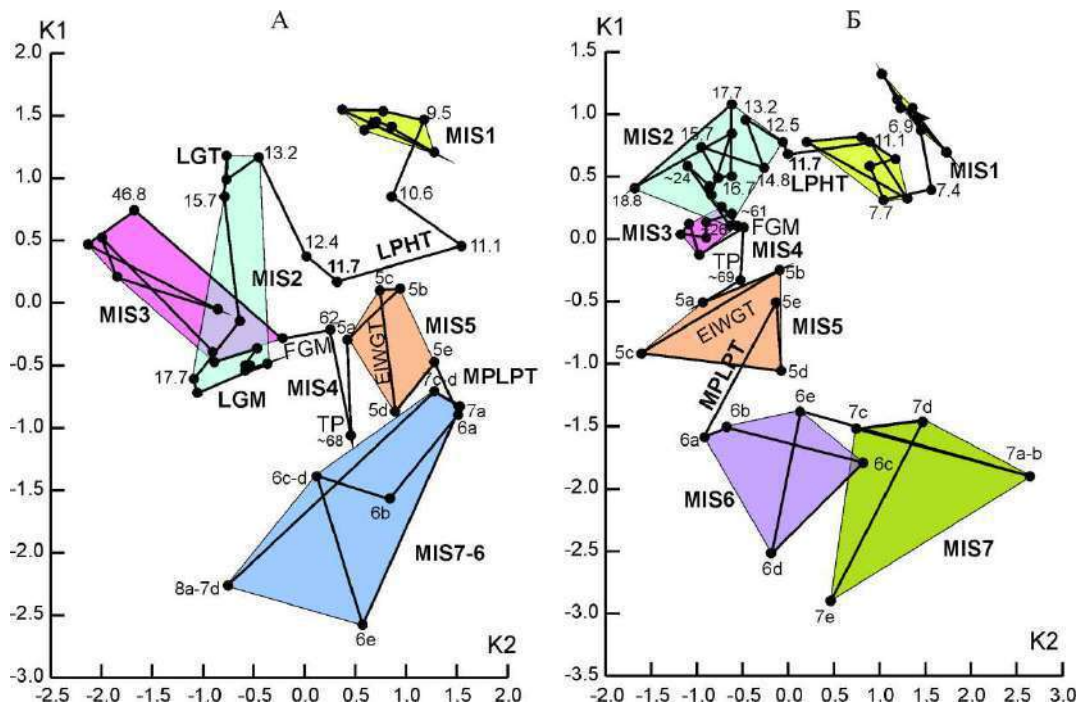 А
K1
2.0
1.5
1.0
0.5
0.0
-0.5
-1.0
-1.5
-2.0
-2.5
-3.0
9.5
MIS1
LGT
13.2
46.8
15.7
10.6
12.4
LPHT
11.7
11.1
MIS2
MIS3
5c
5b
62
5a
MIS5
EIWGT
FGM
5e
MIS4
7c-d
MPLPT
17.7
LGM
5d
7a
TP
6a
~68
6c-d
6b
MIS7-6
8a-7d
6e
K2
-2.5 -2.0 -1.5 -1.0 -0.5 0.0 0.5 1.0 1.5 2.0
Б
K1
1.5
1.0
0.5
0.0
-0.5
-1.0
-1.5
-2.0
-2.5
-3.0
-3.5
17.7
13.2
MIS2
12.5
6.9
15.7
11.1
MIS1
11.7
~24
14.8
LPHT
16.7
18.8
7.4
7.7
~61
MIS3
FGM
MIS4
TP
~69
5b
5a
5e
EIWGT
MIS5
5c
5d
MPLPT
6e
6b
7c
7d
6a
6c
7a-b
MIS6
MIS7
6d
7e
K2
-2.0 -1.5 -1.0 -0.5 0.0 0.5 1.0 1.5 2.0 2.5 3.0